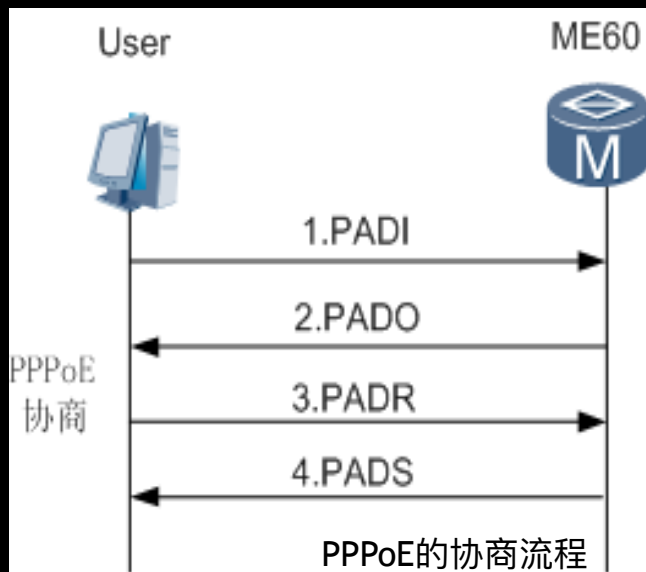 User
ME60
M
1.PADI
2.PADO
PPPoE
协商
3.PADR
4.PADS
PPPoE的协商流程